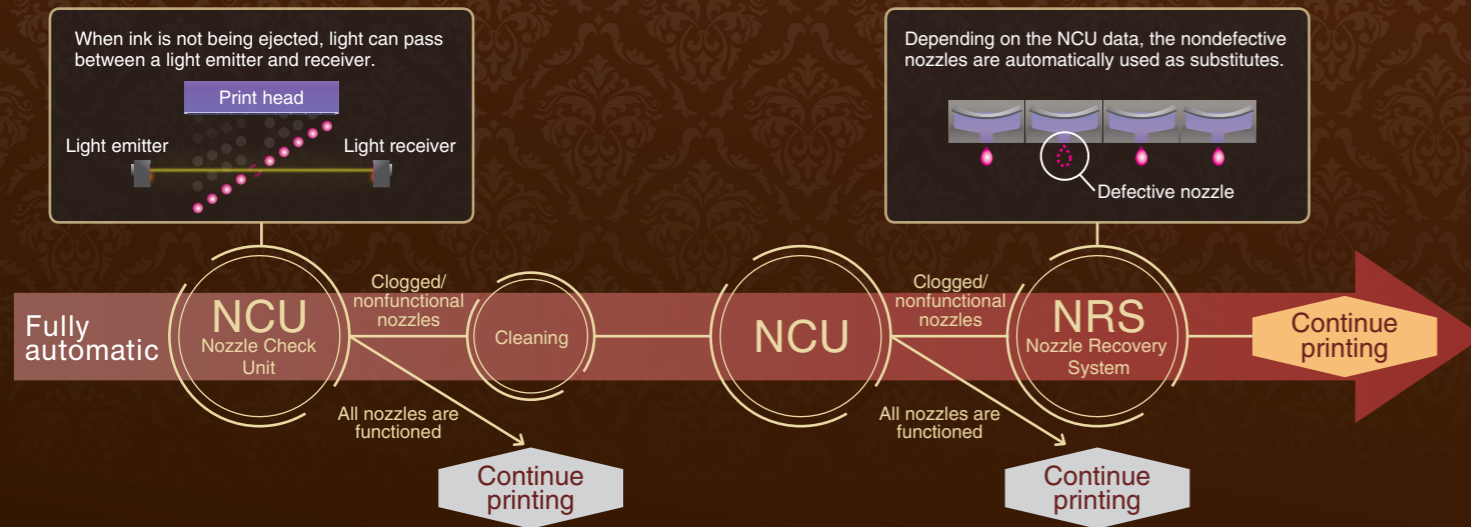 When ink is not being ejected, light can pass
between a light emitter and receiver.
Print head
Light emitter
Light receiver
Depending on the NCU data, the nondefective
nozzles are automatically used as substitutes.
Defective nozzle
Fully
automatic
NCU
Nozzle Check
Unit
Clogged/
nonfunctional
nozzles
All nozzles are
functioned
Continue
printing
Cleaning
NCU
Clogged/
nonfunctional
nozzles
All nozzles are
functioned
Continue
printing
NRS
Nozzle Recovery
System
Continue
printing